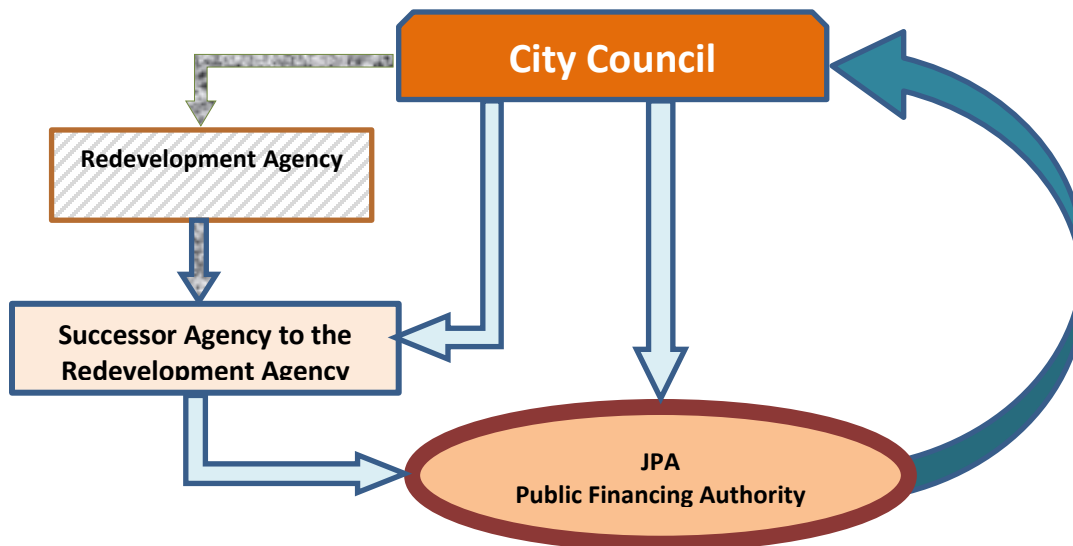 City Council
Redevelopment Agency
Successor Agency to the
Redevelopment Agency
JPA
Public Financing Authority